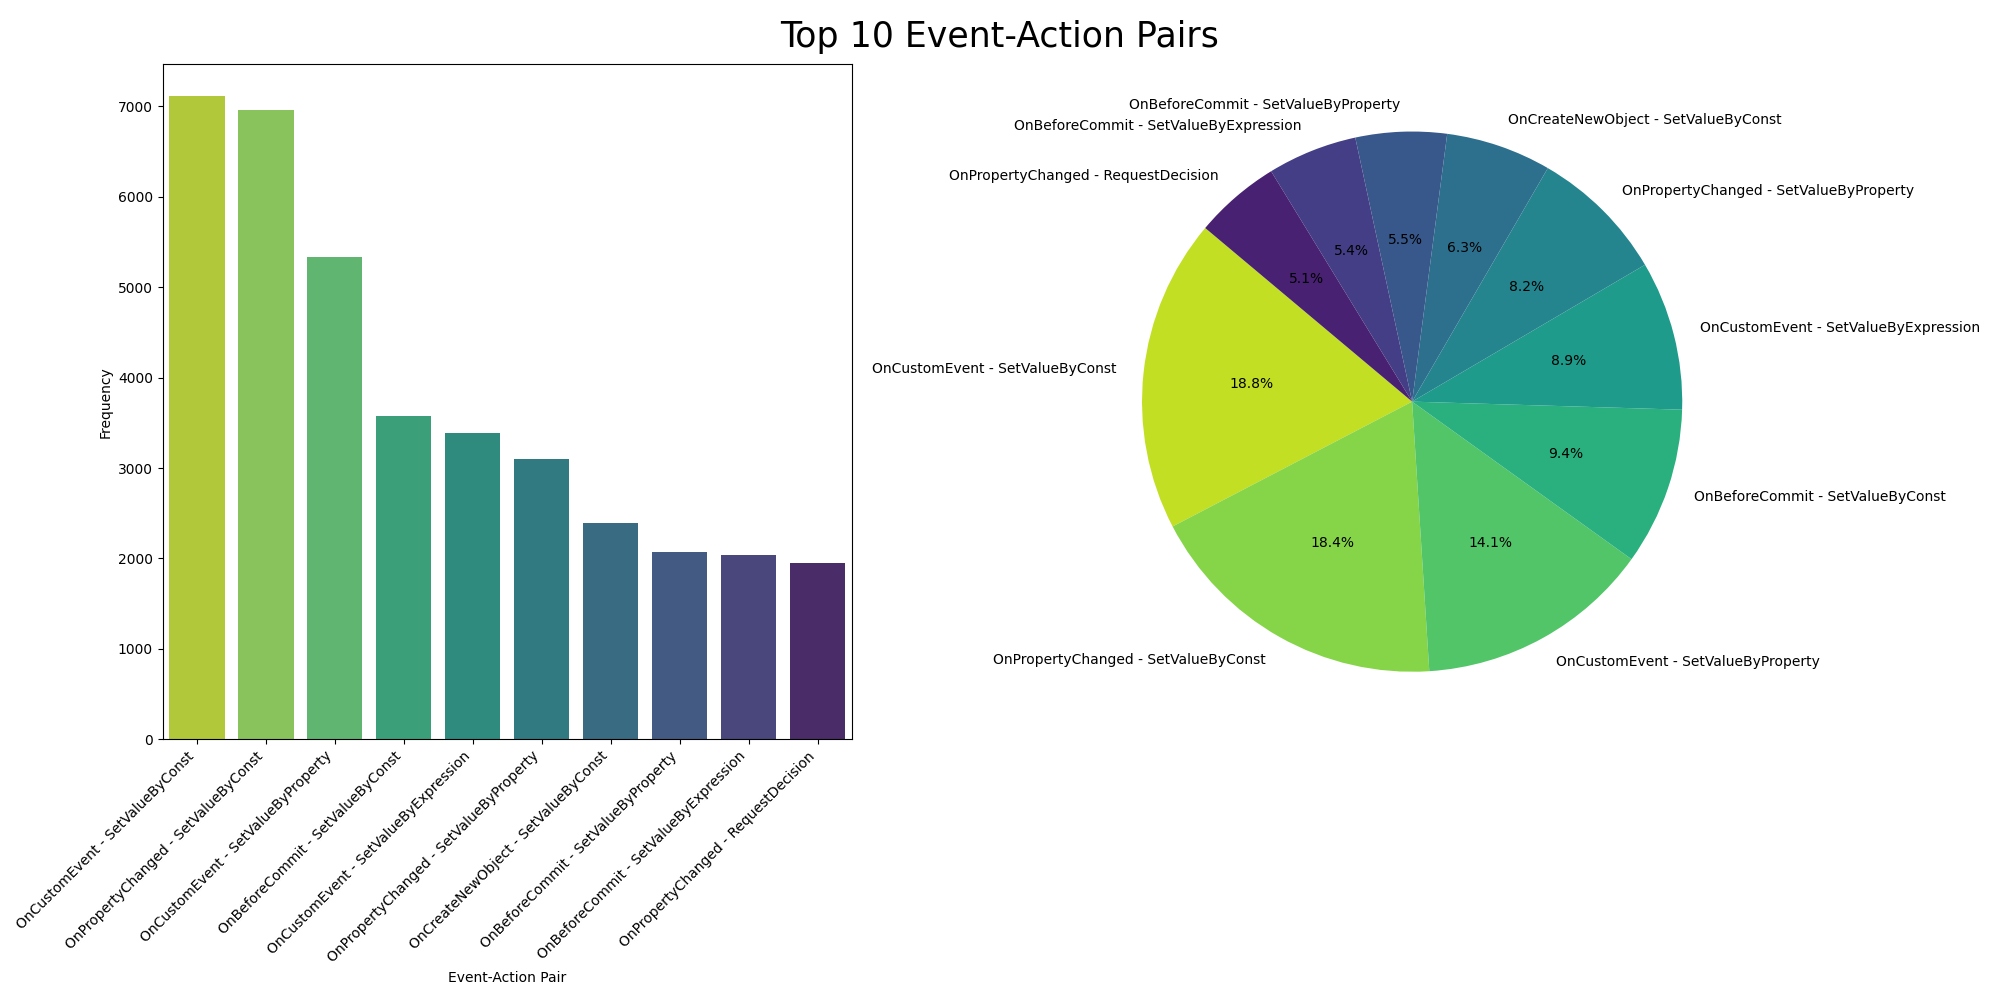 Top 10 Event-Action Pairs
Frequency
7000
6000
5000
4000
3000
2000
1000
0
OnCustomEvent - SetValueByConst
OnPropertyChanged - SetValueByConst
OnCustomEvent - SetValueByProperty
OnBeforeCommit - SetValueByConst
OnCustomEvent - SetValueByExpression
OnPropertyChanged - SetValueByProperty
OnCreateNewObject - SetValueByConst
OnBeforeCommit - SetValueByProperty
OnBeforeCommit - SetValueByExpression
OnPropertyChanged - RequestDecision
Event-Action Pair
OnBeforeCommit - SetValueByProperty
OnCreateNewObject - SetValueByConst
OnBeforeCommit - SetValueByExpression
OnPropertyChanged - RequestDecision
OnPropertyChanged - SetValueByProperty
5.5%
6.3%
5.4%
5.1%
8.2%
OnCustomEvent - SetValueByExpression
8.9%
OnCustomEvent - SetValueByConst
18.8%
9.4%
OnBeforeCommit - SetValueByConst
18.4%
14.1%
OnPropertyChanged - SetValueByConst
OnCustomEvent - SetValueByProperty